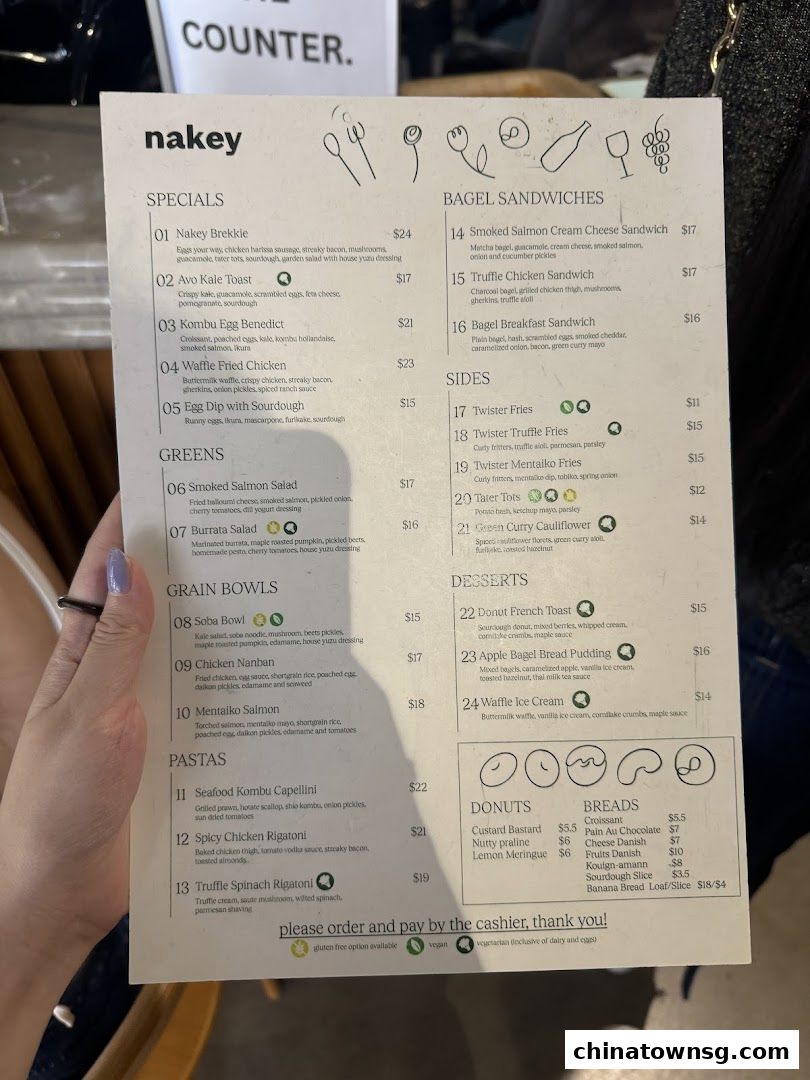 COUNTER.
nakey
SPECIALS
01 Nakey Brekkie $24
Eggs your way, chicken harissa sausage, streaky bacon, mushrooms,
guacamole, tater tots, sourdough, garden salad with house yuzu dressing
02 Avo Kale Toast $17
Crispy kale, guacamole, scrambled eggs, feta cheese,
pomegranate, sourdough
03 Kombu Egg Benedict $21
Croissant, poached eggs, kale, kombu hollandaise,
smoked salmon, ikura
04 Waffle Fried Chicken $23
Buttermilk waffle, crispy chicken, streaky bacon,
gherkins, onion pickles, spiced ranch sauce
05 Egg Dip with Sourdough $15
Runny eggs, ikura, mascarpone, furikake, sourdough
GREENS
06 Smoked Salmon Salad $17
Fried halloumi cheese, smoked salmon, pickled onion,
cherry tomatoes, dill yogurt dressing
07 Burrata Salad $16
Marinated burrata, maple roasted pumpkin, pickled beets,
homemade pesto, cherry tomatoes, house yuzu dressing
GRAIN BOWLS
08 Soba Bowl $15
Kale salad, soba noodle, mushroom, beets pickles,
maple roasted pumpkin, edamame, house yuzu dressing
09 Chicken Nanban $17
Fried chicken, egg sauce, shortgrain rice, poached egg,
daikon pickles, edamame and seaweed
10 Mentaiko Salmon $18
Torched salmon, mentaiko mayo, shortgrain rice,
poached egg, daikon pickles, edamame and tomatoes
PASTAS
11 Seafood Kombu Capellini $22
Grilled prawn, hotate scallop, shio kombu, onion pickles,
sun dried tomatoes
12 Spicy Chicken Rigatoni $21
Baked chicken thigh, tomato vodka sauce, streaky bacon,
toasted almonds
13 Truffle Spinach Rigatoni $19
Truffle cream, saute mushroom, wilted spinach,
parmesan shaving
BAGEL SANDWICHES
14 Smoked Salmon Cream Cheese Sandwich $17
Matcha bagel, guacamole, cream cheese, smoked salmon,
onion and cucumber pickles
15 Truffle Chicken Sandwich $17
Charcoal bagel, grilled chicken thigh, mushrooms,
gherkins, truffle aioli
16 Bagel Breakfast Sandwich $16
Plain bagel, hash, scrambled eggs, smoked cheddar,
caramelized onion, bacon, green curry mayo
SIDES
17 Twister Fries $11
18 Twister Truffle Fries $15
Curly fritters, truffle aioli, parmesan, parsley
19 Twister Mentaiko Fries $15
Curly fritters, mentaiko dip, tobiko, spring onion
20 Tater Tots $12
Potato hash, ketchup mayo, parsley
21 Green Curry Cauliflower $14
Spiced cauliflower florets, green curry aioli,
furikake, toasted hazelnut
DESSERTS
22 Donut French Toast $15
Sourdough donut, mixed berries, whipped cream,
cornflake crumbs, maple sauce
23 Apple Bagel Bread Pudding $16
Mixed bagels, caramelized apple, vanilla ice cream,
toasted hazelnut, thai milk tea sauce
24 Waffle Ice Cream $14
Buttermilk waffle, vanilla ice cream, cornflake crumbs, maple sauce
DONUTS
Custard Bastard $5.5
Nutty praline $6
Lemon Meringue $6
BREADS
Croissant $5.5
Pain Au Chocolate $7
Cheese Danish $7
Fruits Danish $10
Kouign-amann $8
Sourdough Slice $3.5
Banana Bread Loaf/Slice $18/$4
please order and pay by the cashier, thank you!
gluten free option available vegan vegetarian (inclusive of dairy and eggs)
chinatownsg.com